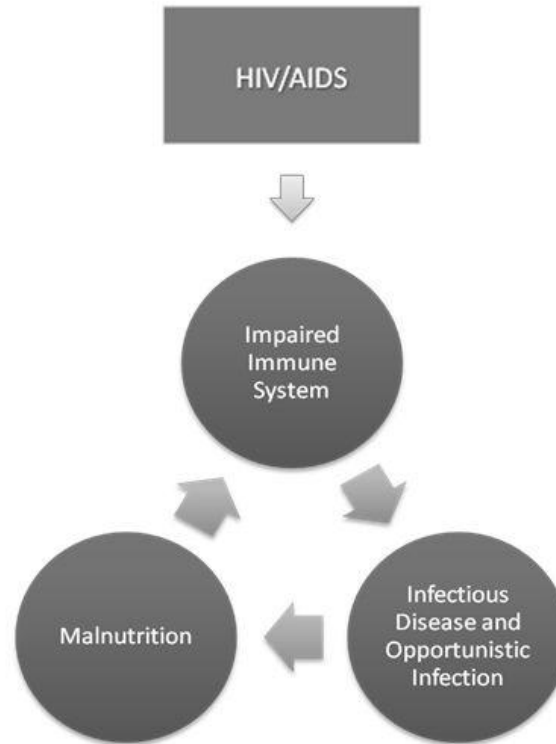 HIV/AIDS
Impaired
Immune
System
Malnutrition
Infectious
Disease and
Opportunistic
Infection